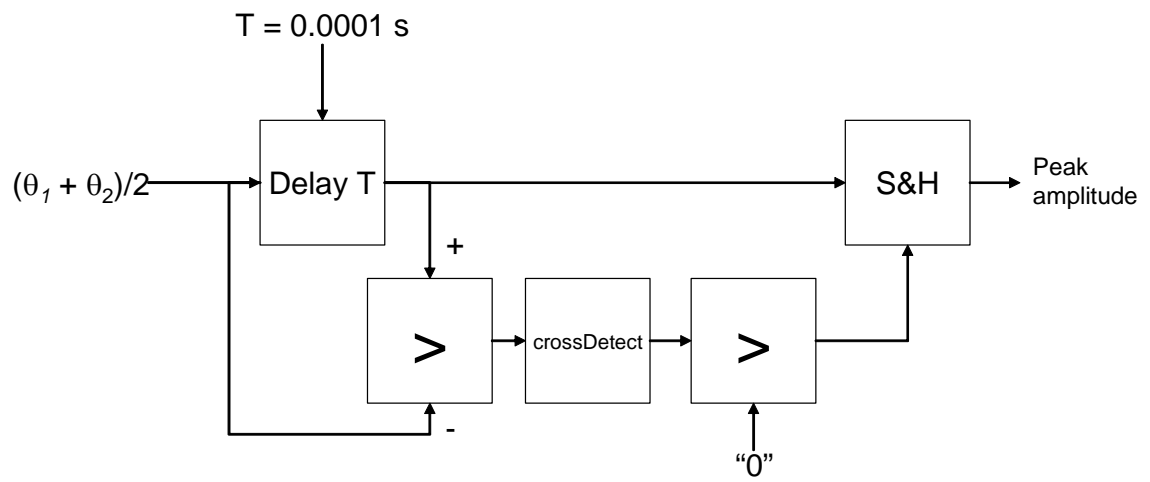 T = 0.0001 s
(θ₁ + θ₂)/2
Delay T
S&H
Peak
amplitude
+
>
crossDetect
>
-
“0”